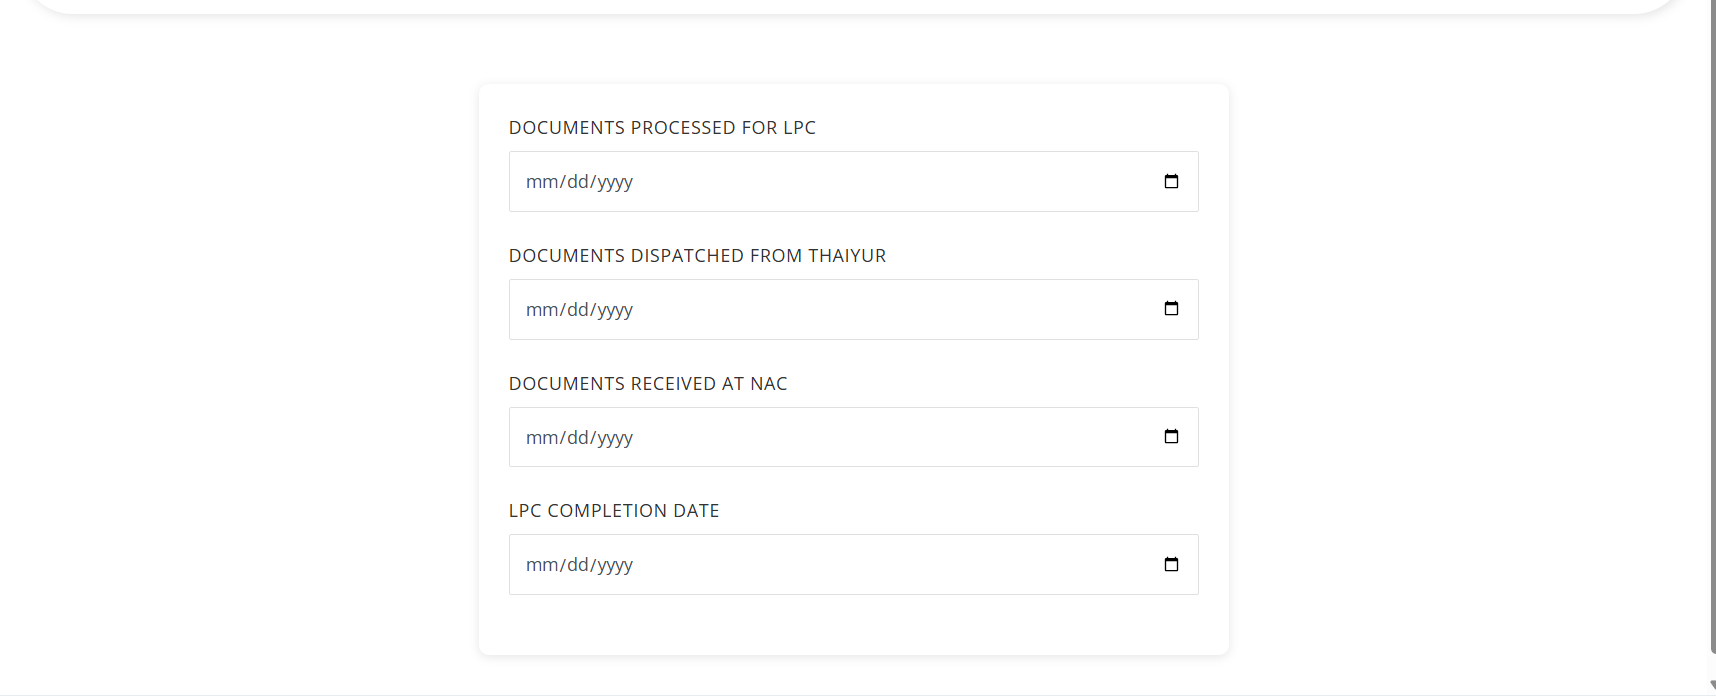 DOCUMENTS PROCESSED FOR LPC
mm/dd/yyyy
DOCUMENTS DISPATCHED FROM THAIYUR
mm/dd/yyyy
DOCUMENTS RECEIVED AT NAC
mm/dd/yyyy
LPC COMPLETION DATE
mm/dd/yyyy